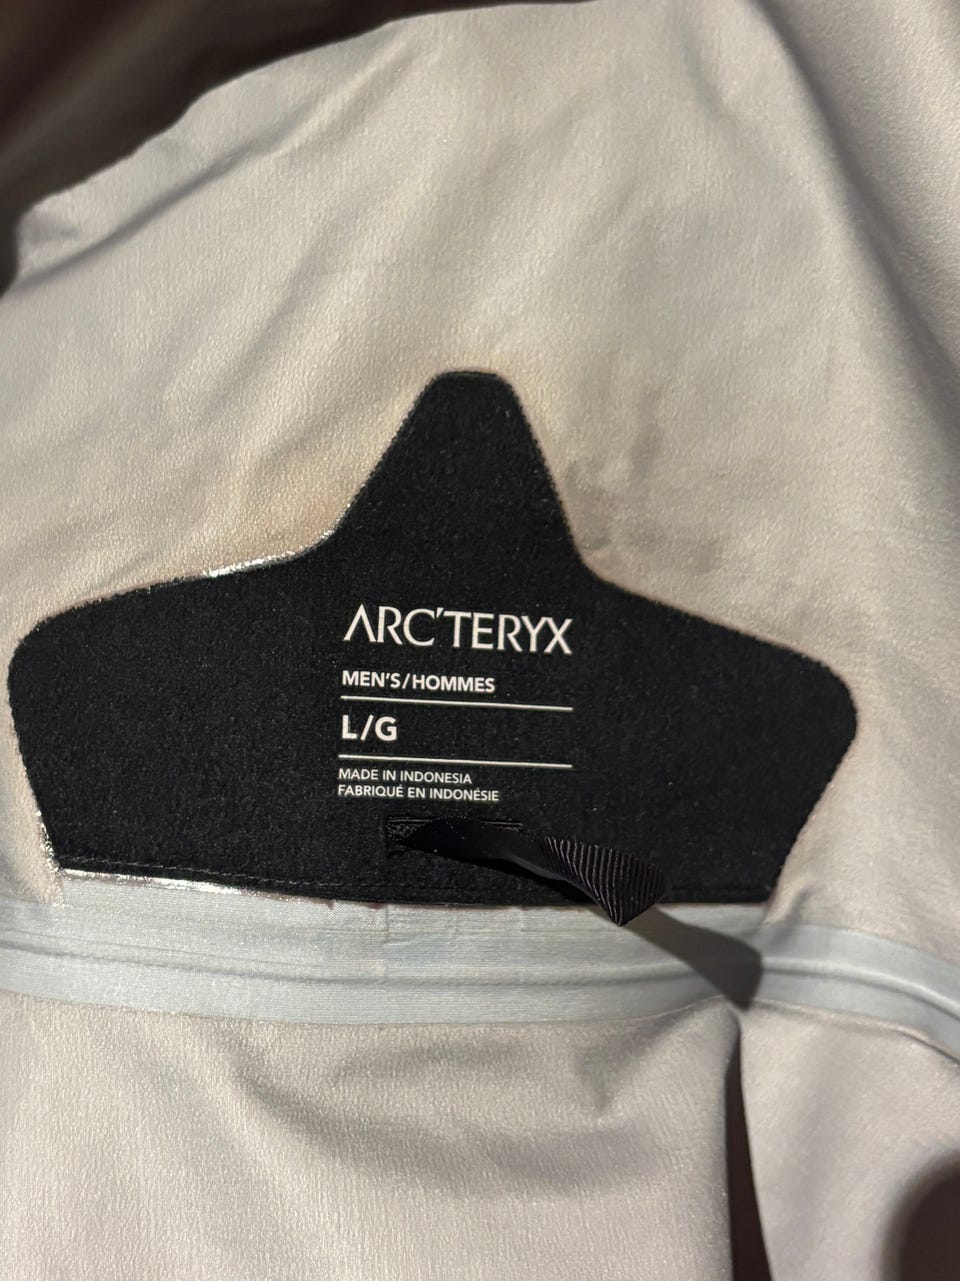 ARC'TERYX
MEN'S/HOMMES
L/G
MADE IN INDONESIA
FABRIQUÉ EN INDONÉSIE